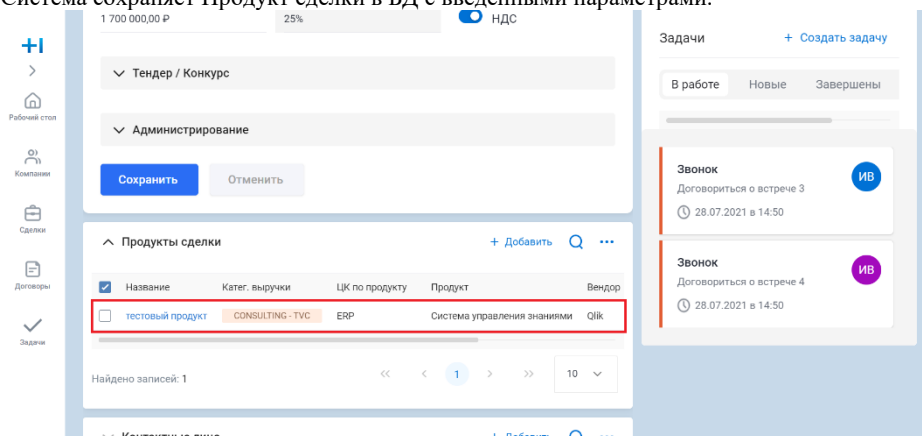 Система сохраняет Продукт сделки в БД с введенными параметрами.
1 700 000,00 ₽ 25% НДС
Рабочий стол
Компании
Сделки
Договоры
Задачи
Тендер / Конкурс
Администрирование
Сохранить Отменить
Продукты сделки + Добавить
Название Катег. выручки ЦК по продукту Продукт Вендор
тестовый продукт CONSULTING - TVC ERP Система управления знаниями Qlik
Найдено записей: 1 << < 1 > >> 10
Контактные лица + Добавить
Задачи + Создать задачу
В работе Новые Завершены
Звонок
Договориться о встрече 3 ИВ
28.07.2021 в 14:50
Звонок
Договориться о встрече 4 ИВ
28.07.2021 в 14:50